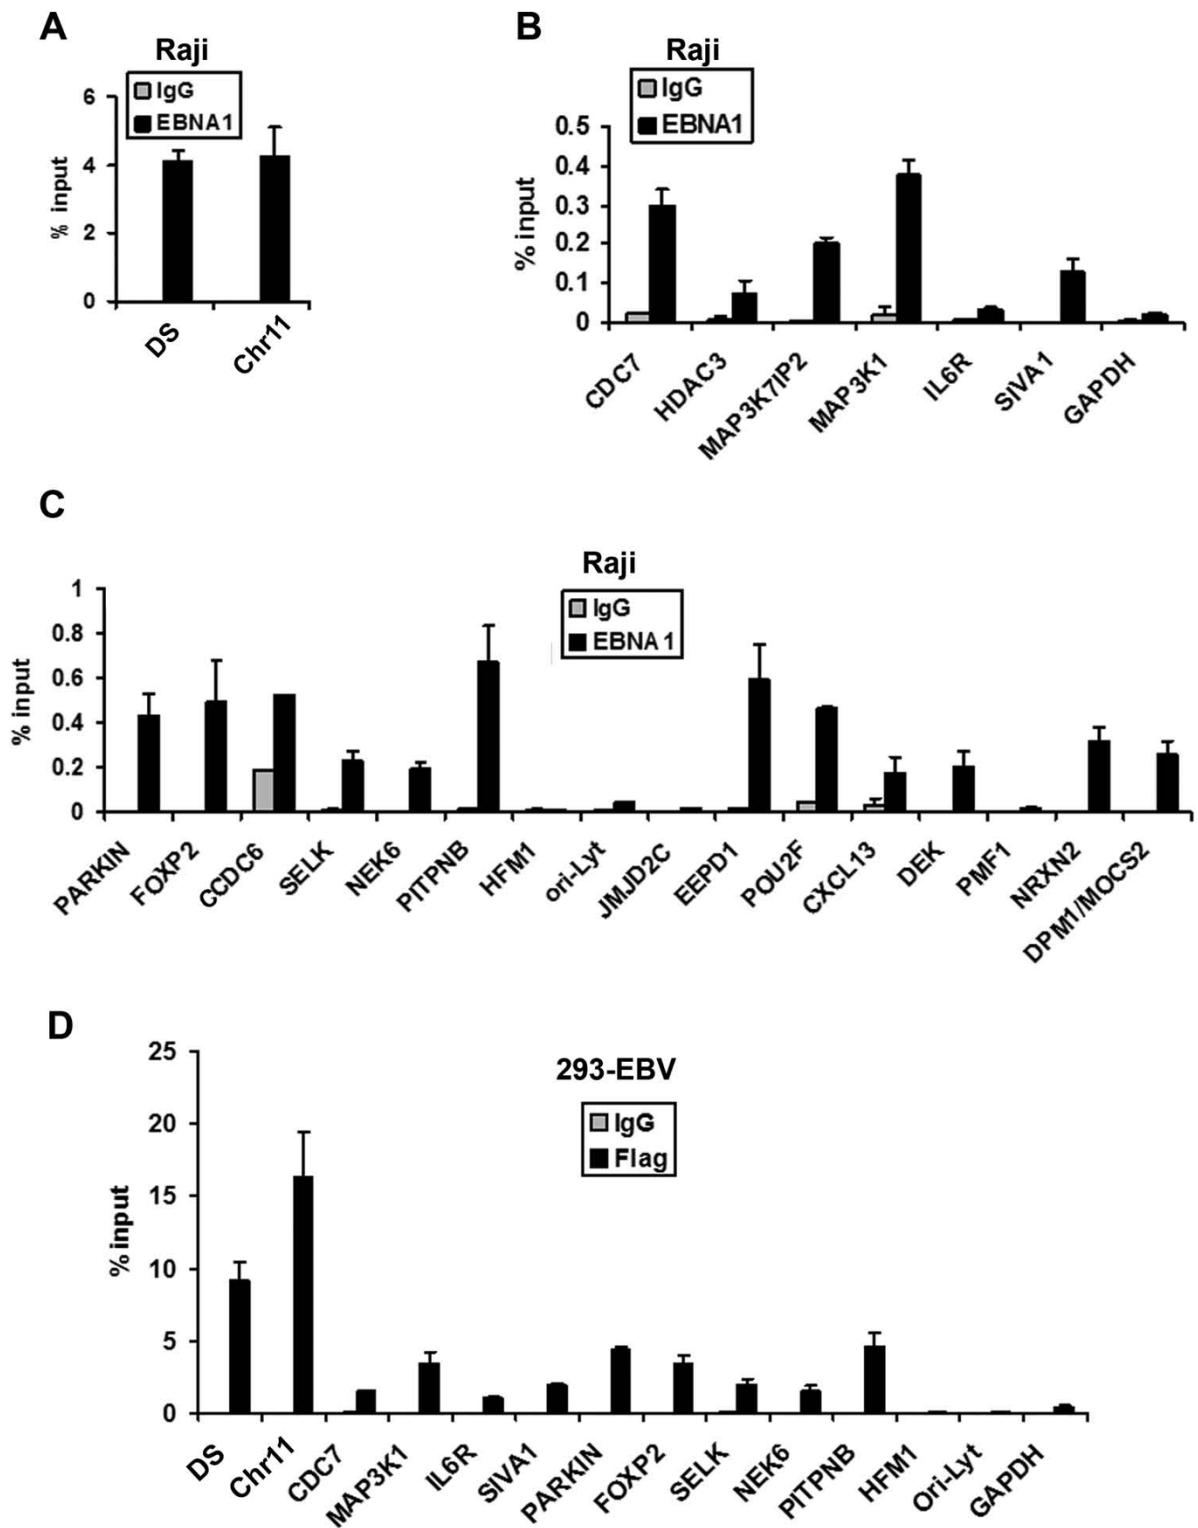 A
Raji
IgG
EBNA1
% input
6
4
2
0
DS
Chr11
B
Raji
IgG
EBNA1
% input
0.5
0.4
0.3
0.2
0.1
0
CDC7
HDAC3
MAP3K7IP2
MAP3K1
IL6R
SIVA1
GAPDH
C
Raji
IgG
EBNA1
% input
1
0.8
0.6
0.4
0.2
0
PARKIN
FOXP2
CCDC6
SELK
NEK6
PITPNB
HFM1
ori-Lyt
JMJD2C
EEPD1
POU2F
CXCL13
DEK
PMF1
NRXN2
DPM1/MOCS2
D
293-EBV
IgG
Flag
% input
25
20
15
10
5
0
DS
Chr11
CDC7
MAP3K1
IL6R
SIVA1
PARKIN
FOXP2
SELK
NEK6
PITPNB
HFM1
Ori-Lyt
GAPDH